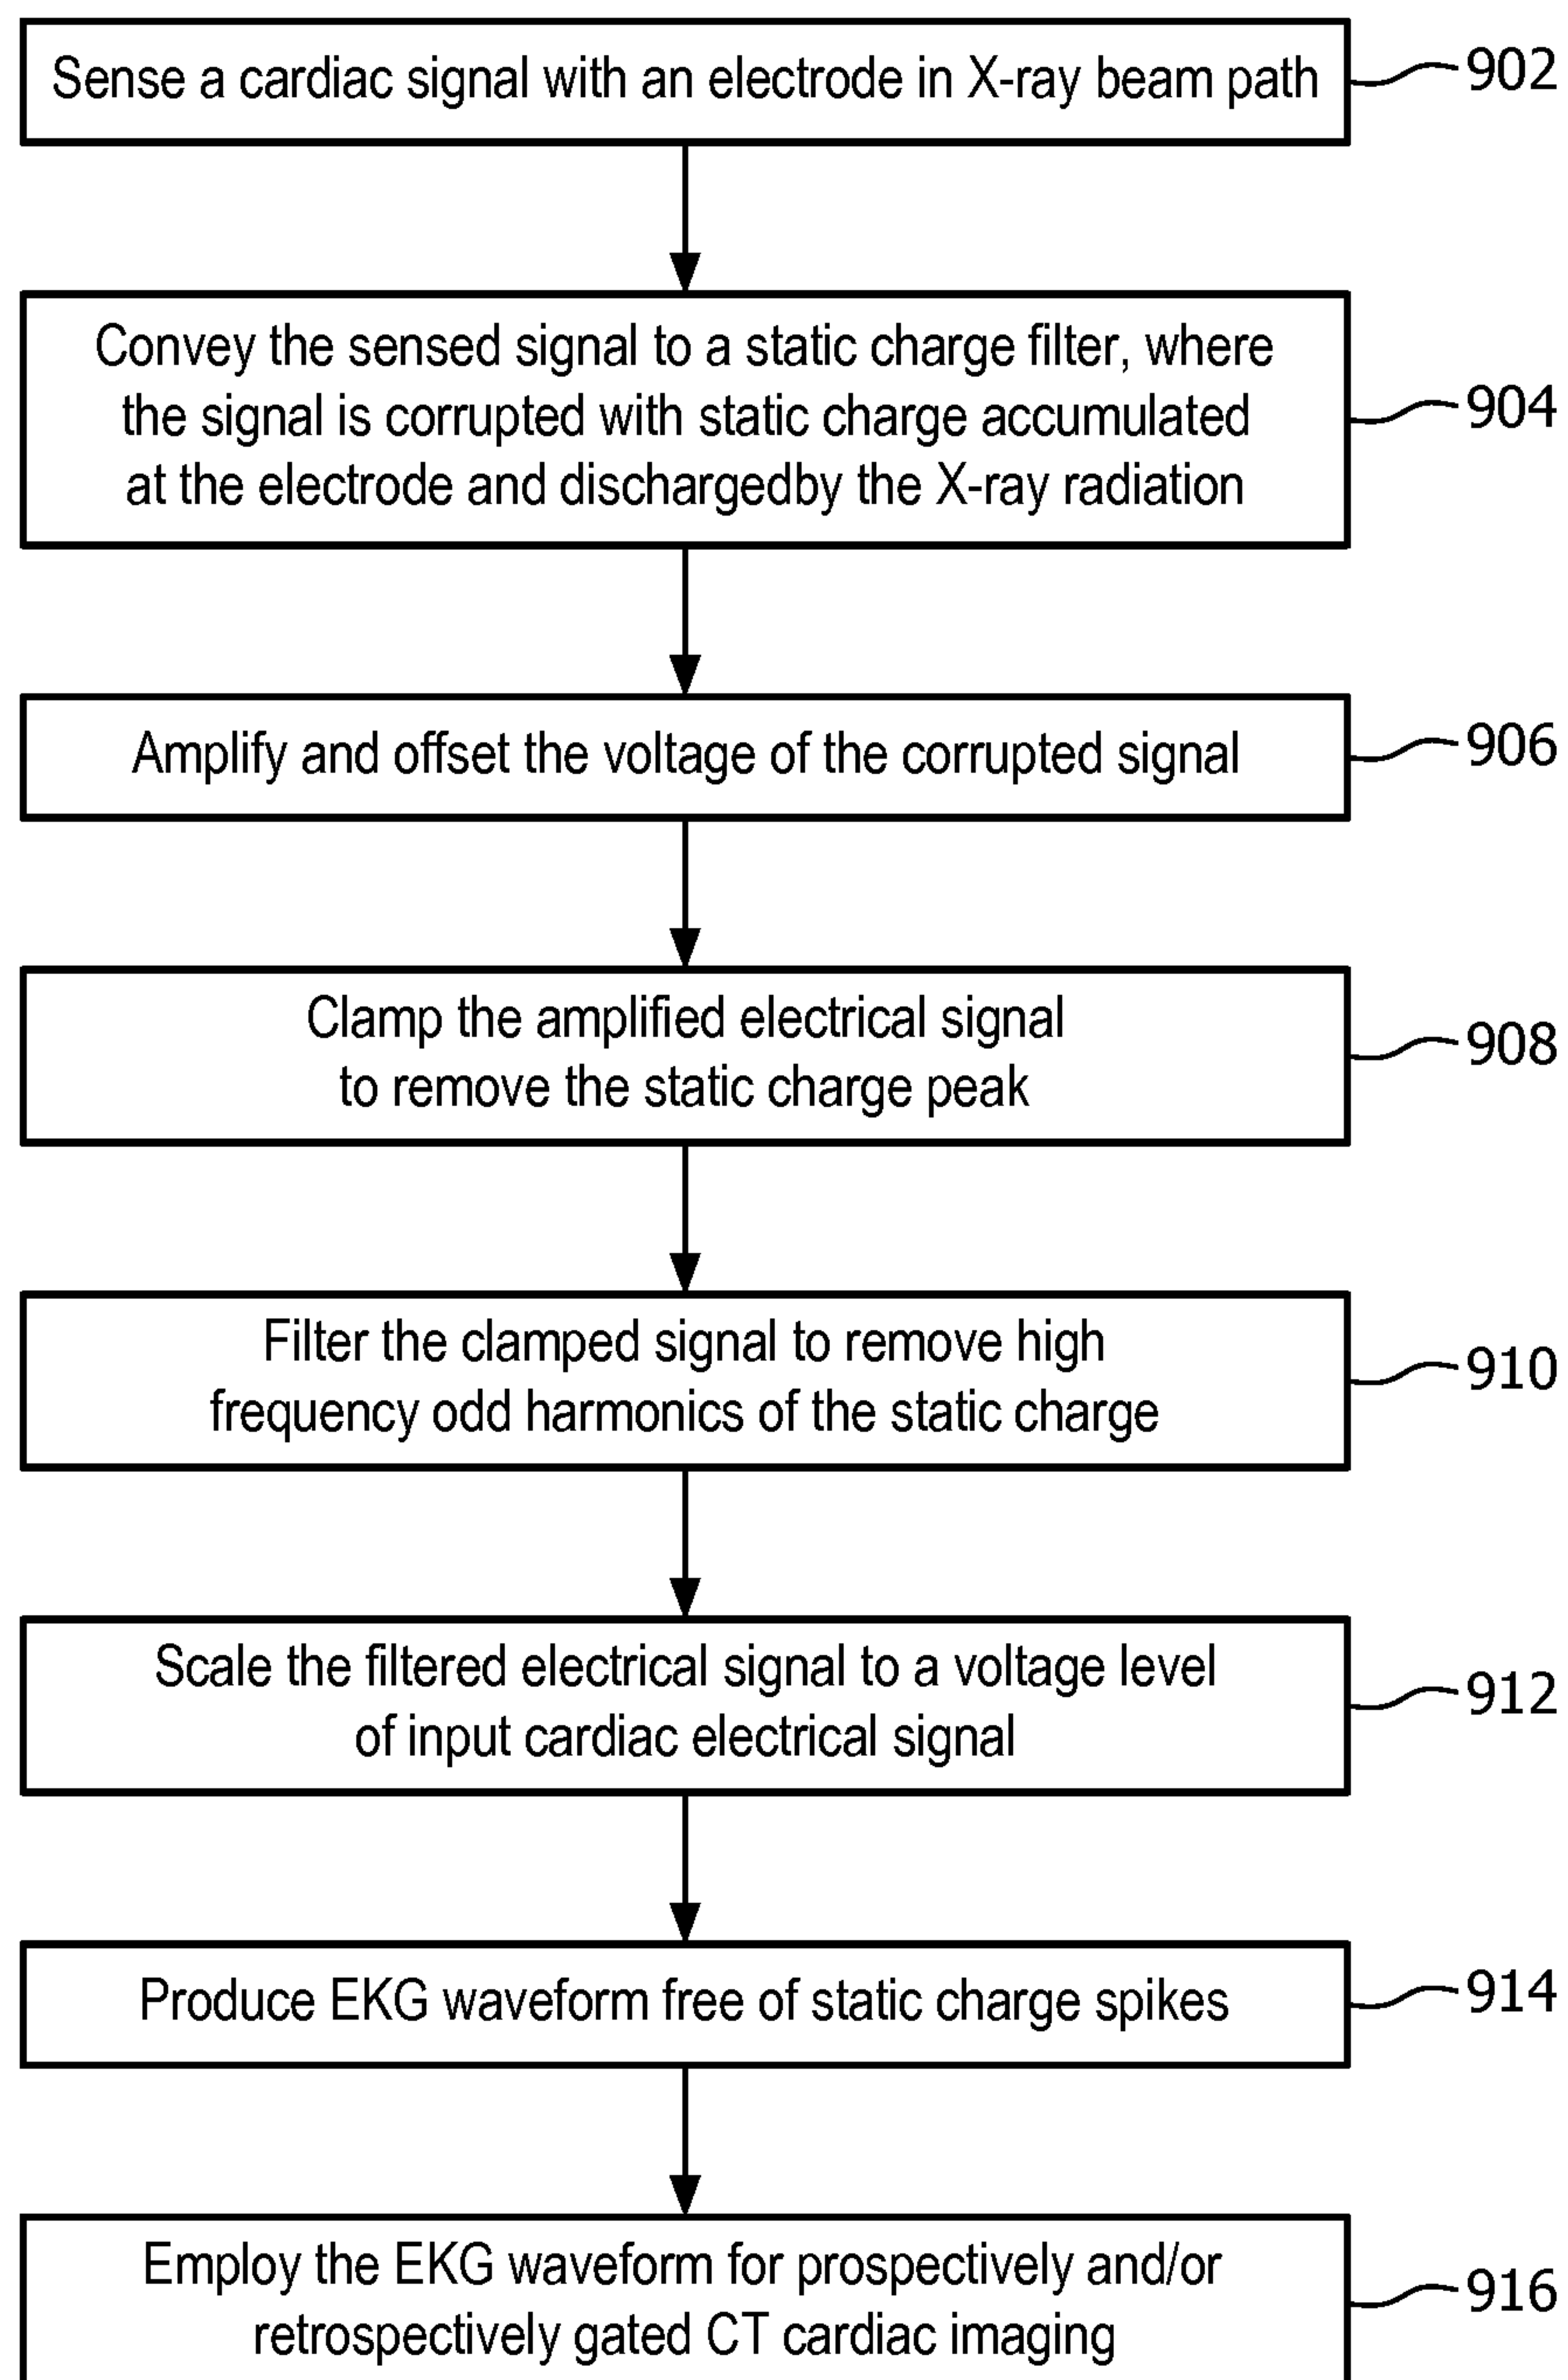 Sense a cardiac signal with an electrode in X-ray beam path
902
Convey the sensed signal to a static charge filter, where
the signal is corrupted with static charge accumulated
at the electrode and dischargedby the X-ray radiation
904
Amplify and offset the voltage of the corrupted signal
906
Clamp the amplified electrical signal
to remove the static charge peak
908
Filter the clamped signal to remove high
frequency odd harmonics of the static charge
910
Scale the filtered electrical signal to a voltage level
of input cardiac electrical signal
912
Produce EKG waveform free of static charge spikes
914
Employ the EKG waveform for prospectively and/or
retrospectively gated CT cardiac imaging
916